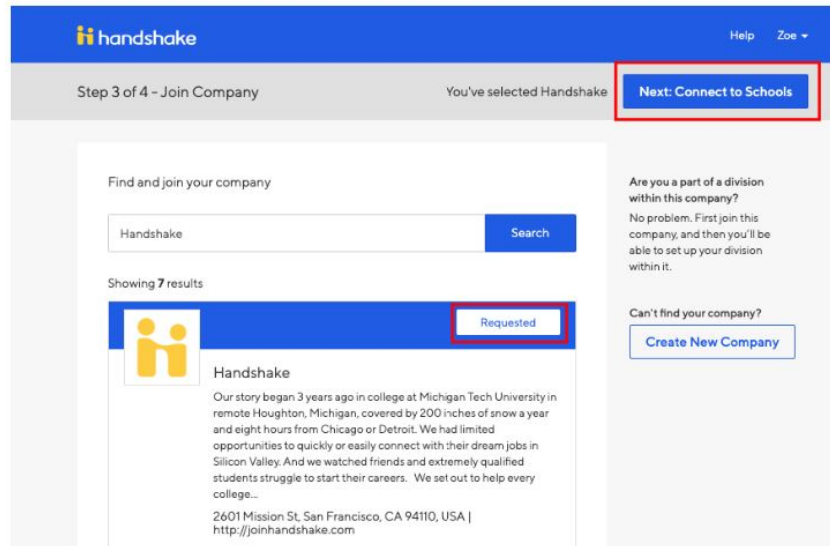 handshake
Help Zoe
Step 3 of 4 - Join Company
You've selected Handshake
Next: Connect to Schools
Find and join your company
Handshake
Search
Showing 7 results
Requested
Handshake
Our story began 3 years ago in college at Michigan Tech University in
remote Houghton, Michigan, covered by 200 inches of snow a year
and eight hours from Chicago or Detroit. We had limited
opportunities to quickly or easily connect with their dream jobs in
Silicon Valley. And we watched friends and extremely qualified
students struggle to start their careers. We set out to help every
college...
2601 Mission St, San Francisco, CA 94110, USA |
http://joinhandshake.com
Are you a part of a division
within this company?
No problem. First join this
company, and then you'll be
able to set up your division
within it.
Can't find your company?
Create New Company